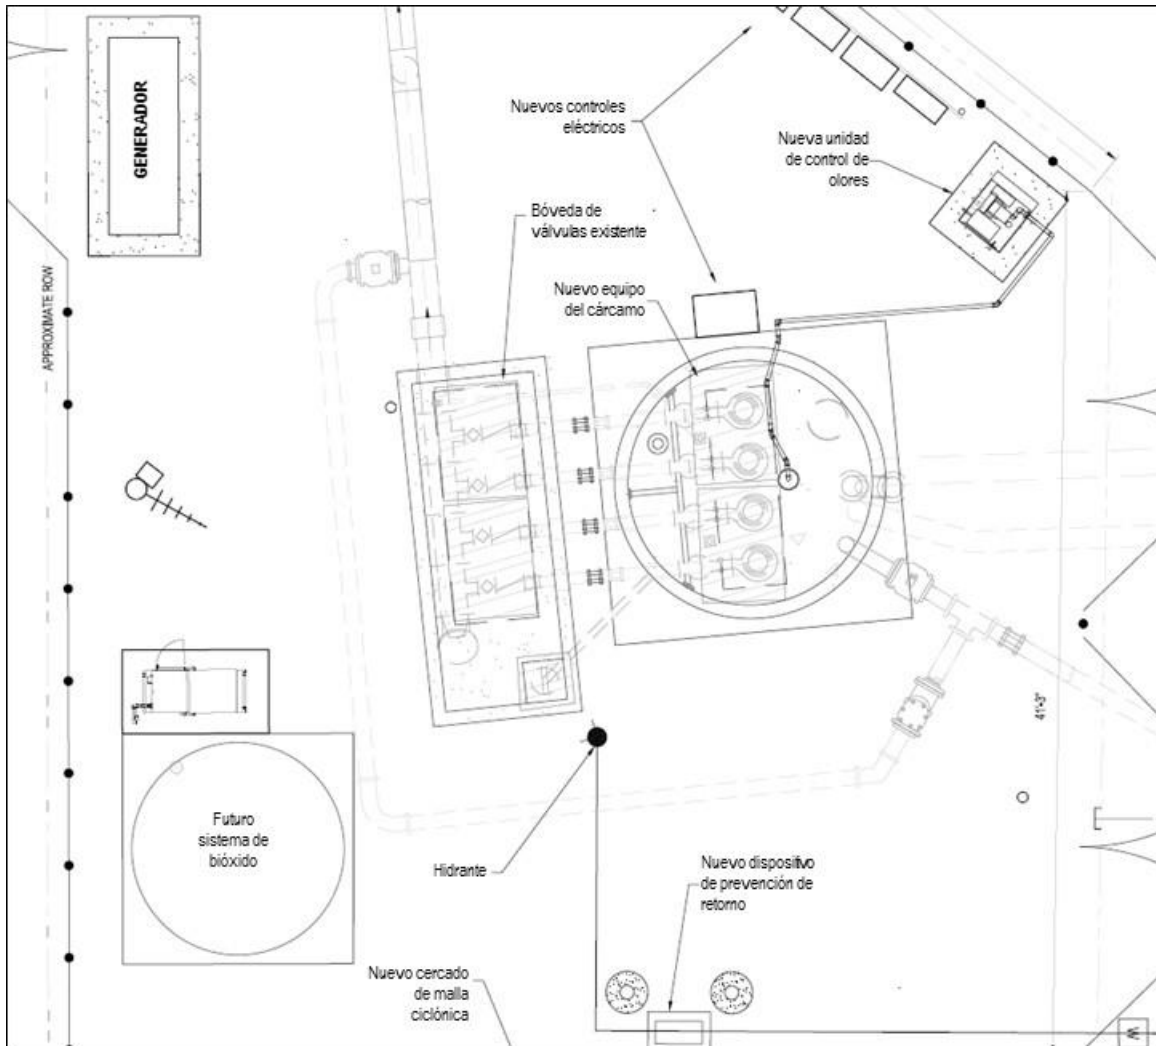 GENERADOR
Nuevos controles
eléctricos
Nueva unidad
de control de
olores
Bóveda de
válvulas existente
Nuevo equipo
del cárcamo
APPROXIMATE ROW
41'-3"
Futuro
sistema de
bióxido
Hidrante
Nuevo dispositivo
de prevención de
retorno
Nuevo cercado
de malla
ciclónica
W